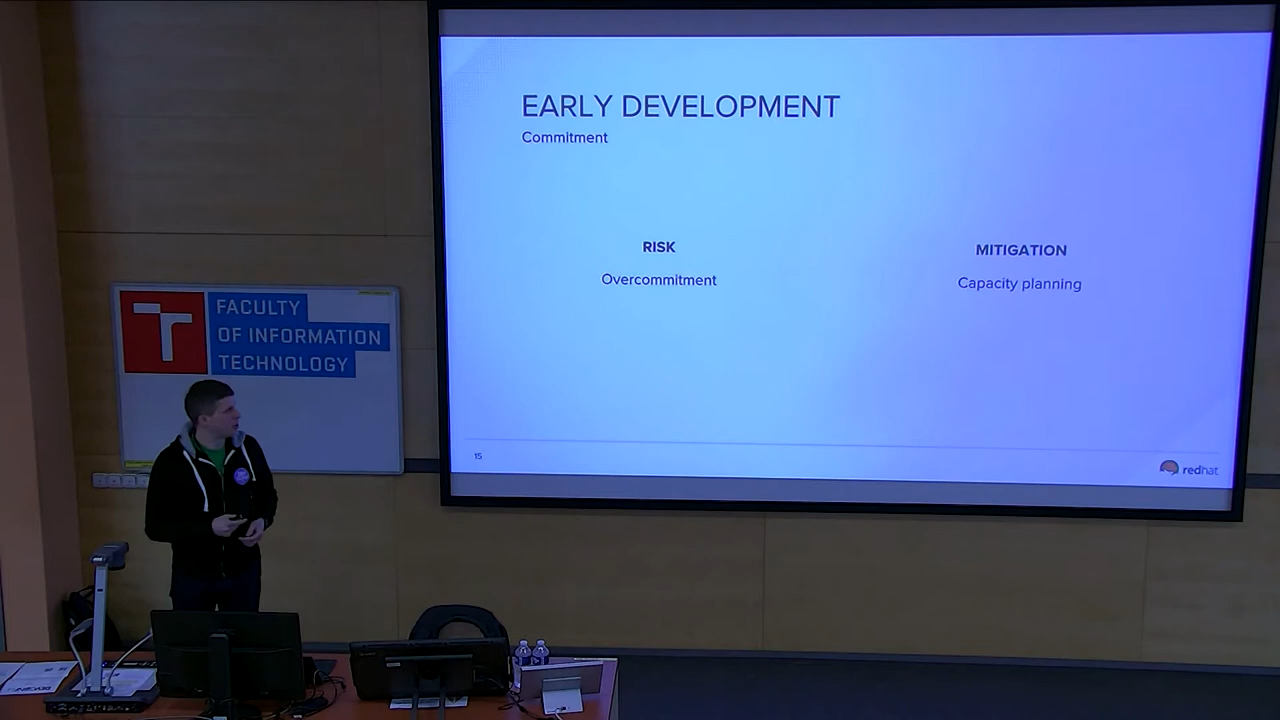 EARLY DEVELOPMENT
Commitment
RISK
Overcommitment
MITIGATION
Capacity planning
15
redhat
FACULTY
OF INFORMATION
TECHNOLOGY